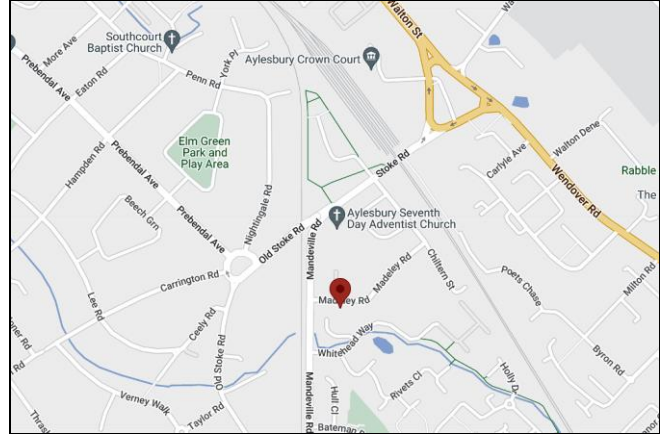 Southcourt
Baptist Church
More Ave
Eaton Rd
Prebendal Ave
York Pl
Penn Rd
Aylesbury Crown Court
Walton St
Elm Green
Park and
Play Area
Hampden Rd
Prebendal Ave
Beech Grn
Prebendal Ave
Nightingale Rd
Stoke Rd
Carlyle Ave
Walton Dene
Wendover Rd
Rabble
The
Old Stoke Rd
Mandeville Rd
Aylesbury Seventh
Day Adventist Church
Carrington Rd
Lee Rd
Ceely Rd
Old Stoke Rd
Madeley Rd
Madeley Rd
Chiltern St
Poets Chase
Milton Rd
Byron Rd
Whitehead Way
Rivets Cl
Holly D
Verney Walk
Taylor Rd
Mandeville Rd
Hull Cl
Bateman